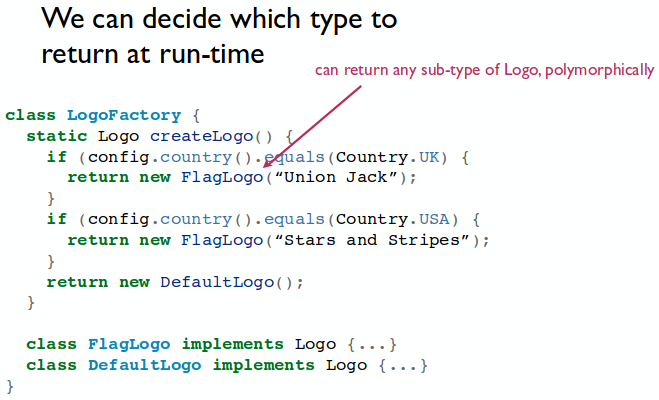 We can decide which type to
return at run-time
can return any sub-type of Logo, polymorphically
class LogoFactory {
  static Logo createLogo() {
    if (config.country().equals(Country.UK) {
      return new FlagLogo(“Union Jack”);
    }
    if (config.country().equals(Country.USA) {
      return new FlagLogo(“Stars and Stripes”);
    }
    return new DefaultLogo();
  }
  class FlagLogo implements Logo {...}
  class DefaultLogo implements Logo {...}
}